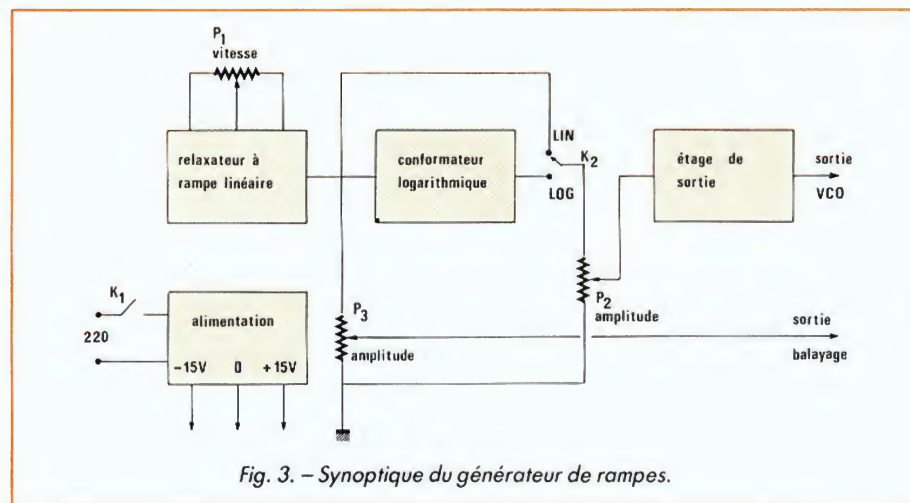 P1
vitesse
relaxateur à
rampe linéaire
conformateur
logarithmique
LIN
K2
LOG
étage de
sortie
sortie
VCO
K1
220
alimentation
-15V 0 +15V
P3
amplitude
P2
amplitude
sortie
balayage
Fig. 3. – Synoptique du générateur de rampes.